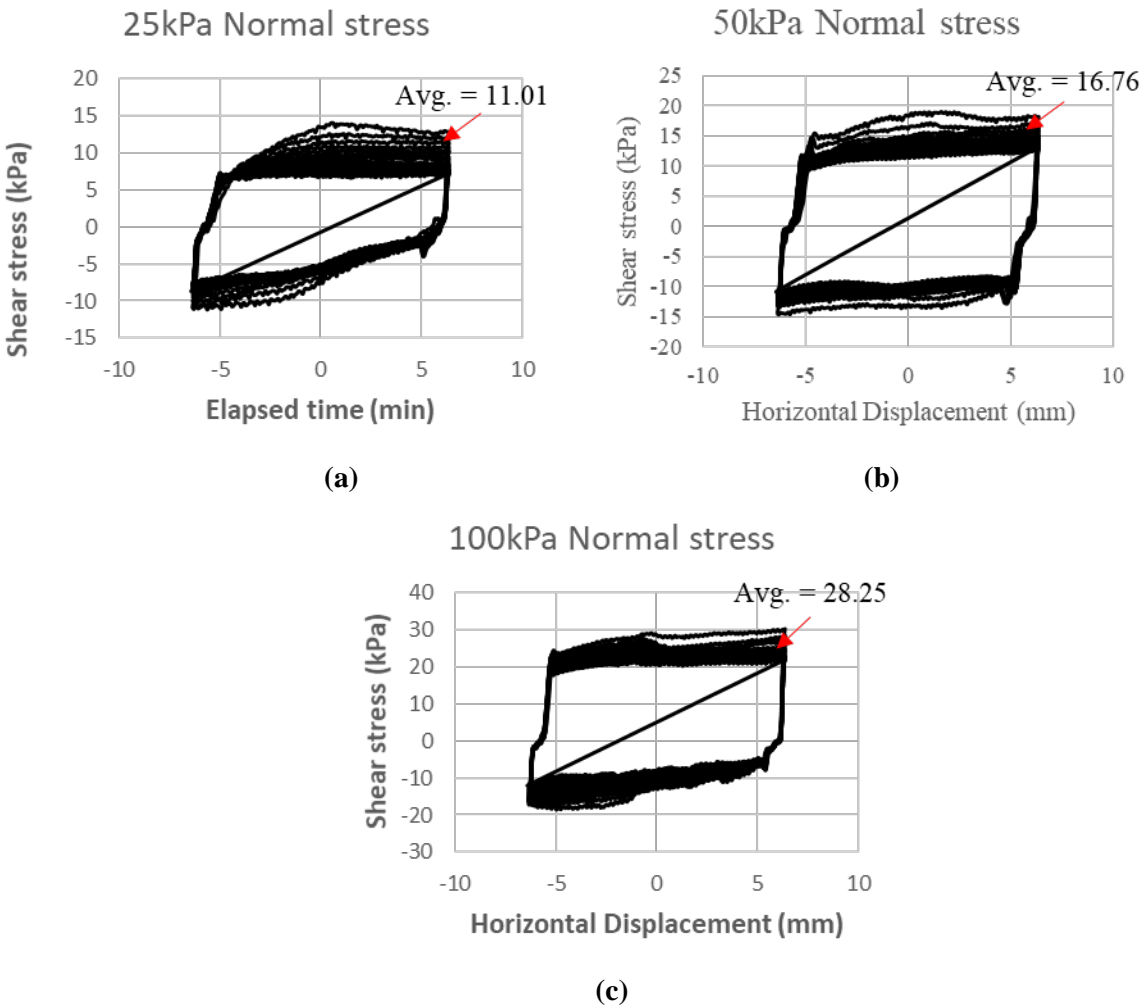 25kPa Normal stress
Avg. = 11.01
20
15
10
5
0
-5
-10
-15
Shear stress (kPa)
-10 -5 0 5 10
Elapsed time (min)
(a)
50kPa Normal stress
Avg. = 16.76
25
20
15
10
5
0
-5
-10
-15
-20
Shear stress (kPa)
-10 -5 0 5 10
Horizontal Displacement (mm)
(b)
100kPa Normal stress
Avg. = 28.25
40
30
20
10
0
-10
-20
-30
Shear stress (kPa)
-10 -5 0 5 10
Horizontal Displacement (mm)
(c)